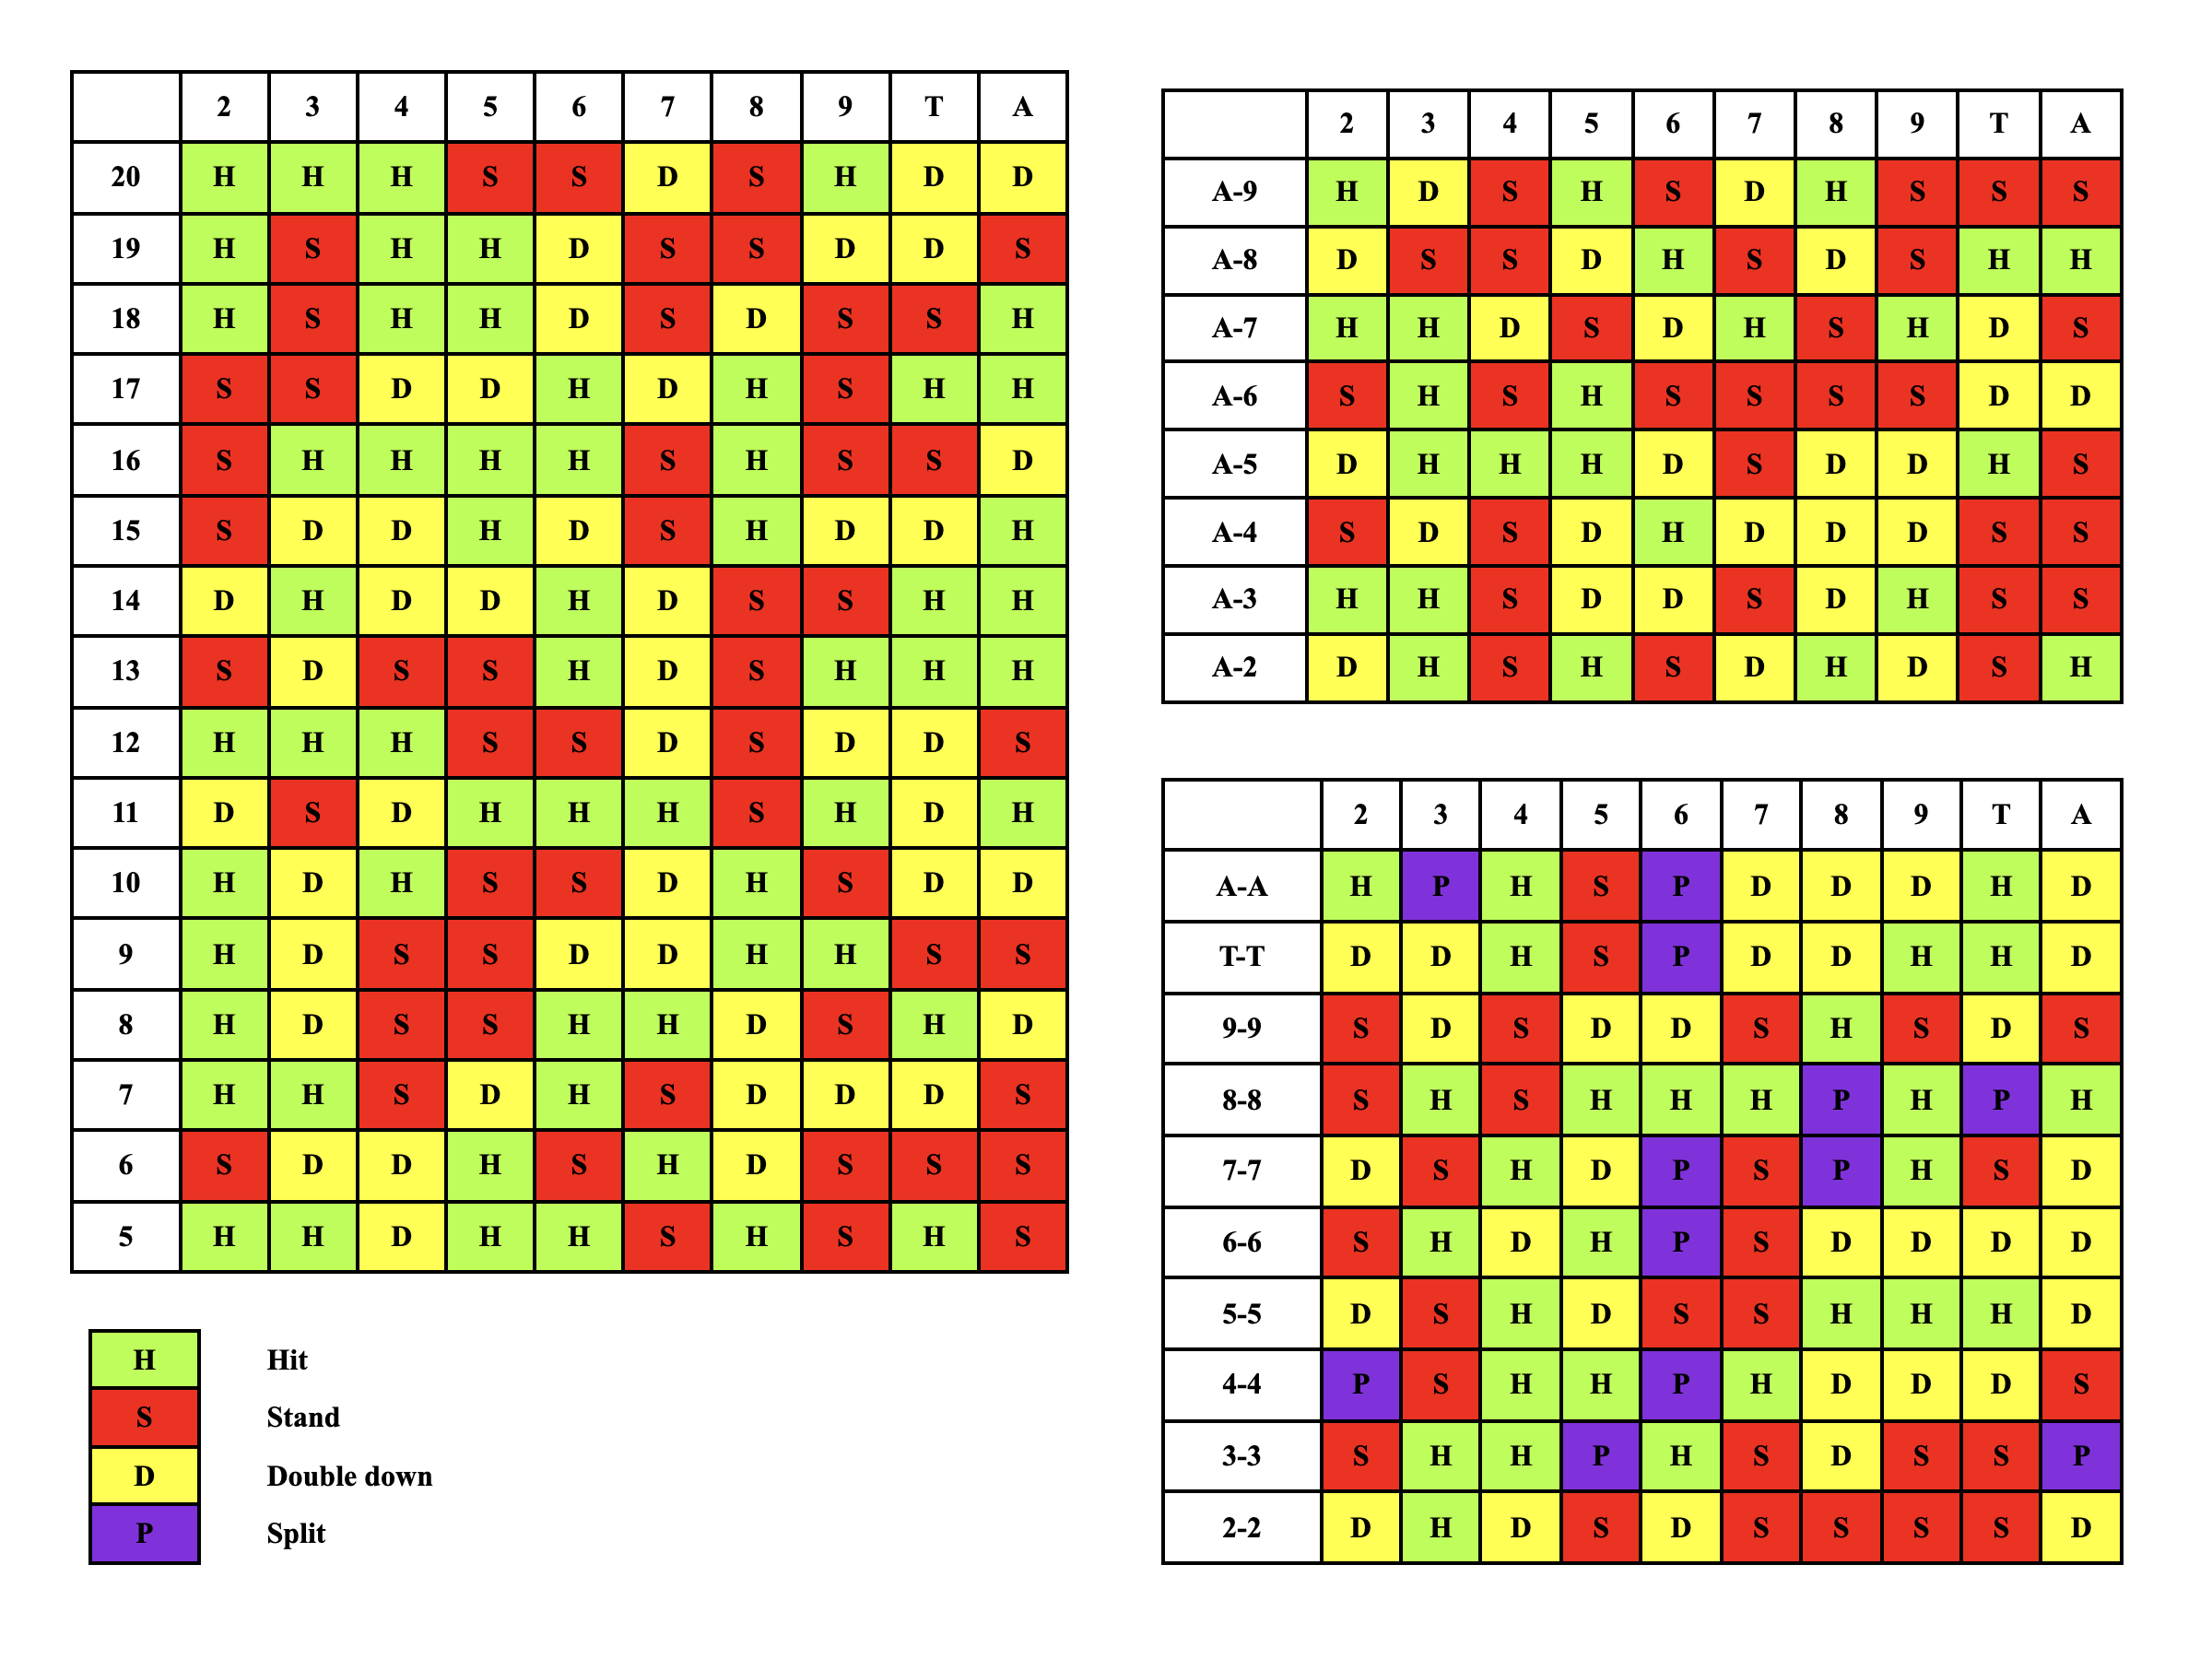 2 3 4 5 6 7 8 9 T A
20 H H H S S D S H D D
19 H S H H D S S D D S
18 H S H H D S D S S H
17 S S D D H D H S H H
16 S H H H H S H S S D
15 S D D H D S H D D H
14 D H D D H D S S H H
13 S D S S H D S H H H
12 H H H S S D S D D S
11 D S D H H H S H D H
10 H D H S S D H S D D
9 H D S S D D H H S S
8 H D S S H H D S H D
7 H H S D H S D D D S
6 S D D H S H D S S S
5 H H D H H S H S H S
H Hit
S Stand
D Double down
P Split
2 3 4 5 6 7 8 9 T A
A-9 H D S H S D H S S S
A-8 D S S D H S D S H H
A-7 H H D S D H S H D S
A-6 S H S H S S S S D D
A-5 D H H H D S D D H S
A-4 S D S D H D D D S S
A-3 H H S D D S D H S S
A-2 D H S H S D H D S H
2 3 4 5 6 7 8 9 T A
A-A H P H S P D D D H D
T-T D D H S P D D H H D
9-9 S D S D D S H S D S
8-8 S H S H H H P H P H
7-7 D S H D P S P H S D
6-6 S H D H P S D D D D
5-5 D S H D S S H H H D
4-4 P S H H P H D D D S
3-3 S H H P H S D S S P
2-2 D H D S D S S S S D